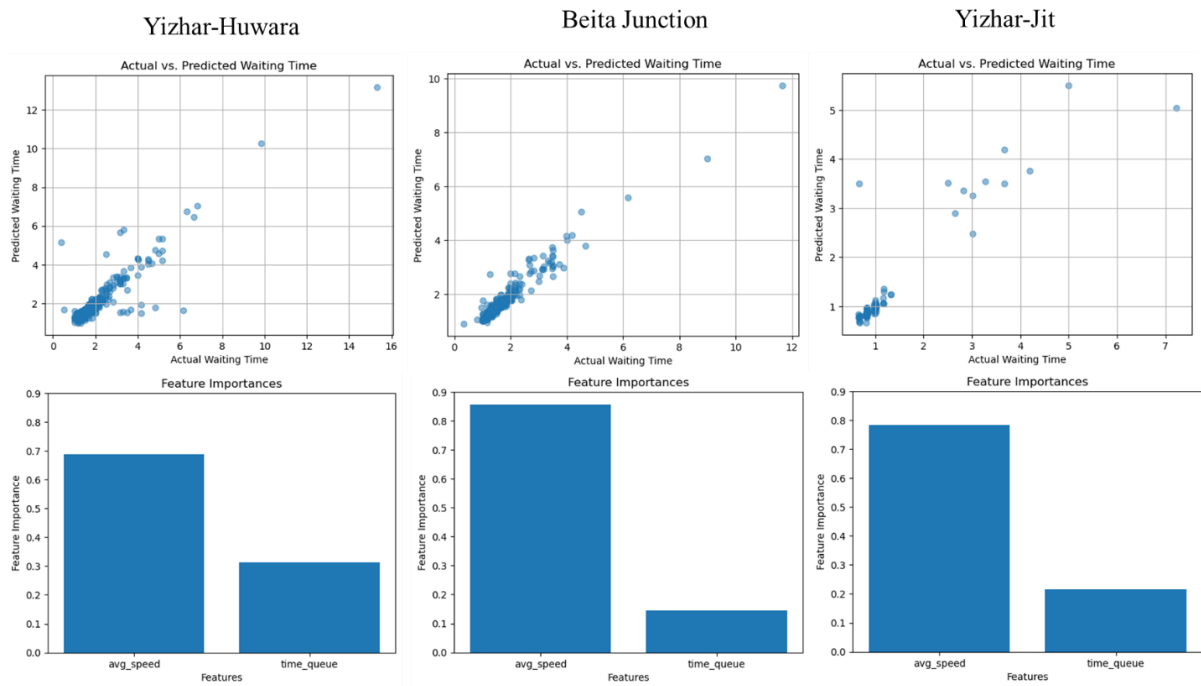 Yizhar-Huwara
Beita Junction
Yizhar-Jit
Actual vs. Predicted Waiting Time
Predicted Waiting Time
12
10
8
6
4
2
0
2
4
6
8
10
12
14
16
Actual Waiting Time
Actual vs. Predicted Waiting Time
Predicted Waiting Time
10
8
6
4
2
0
2
4
6
8
10
12
Actual Waiting Time
Actual vs. Predicted Waiting Time
Predicted Waiting Time
5
4
3
2
1
1
2
3
4
5
6
7
Actual Waiting Time
Feature Importances
Feature Importance
0.9
0.8
0.7
0.6
0.5
0.4
0.3
0.2
0.1
0.0
avg_speed
time_queue
Features
Feature Importances
Feature Importance
0.9
0.8
0.7
0.6
0.5
0.4
0.3
0.2
0.1
0.0
avg_speed
time_queue
Features
Feature Importances
Feature Importance
0.9
0.8
0.7
0.6
0.5
0.4
0.3
0.2
0.1
0.0
avg_speed
time_queue
Features